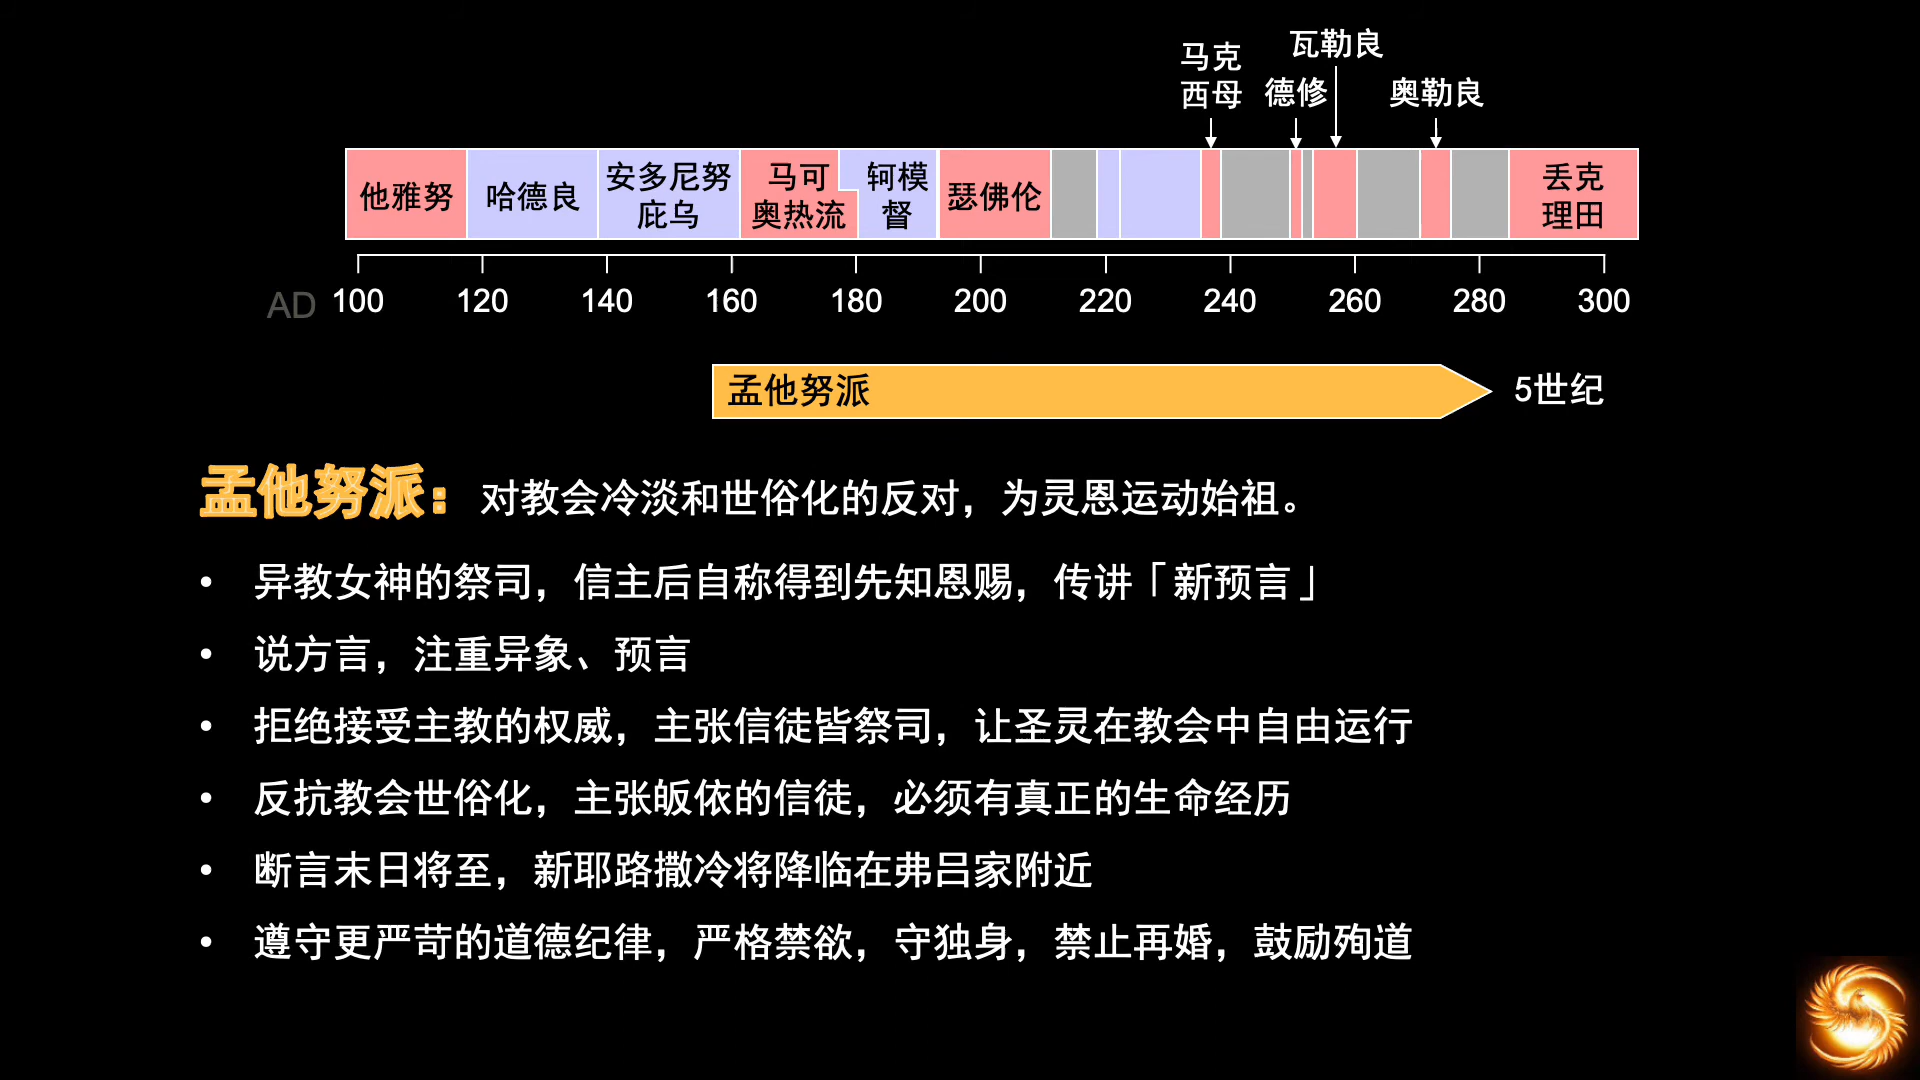 瓦勒良
马克
西母
德修
奥勒良
他雅努
哈德良
安多尼努
庇乌
马可
奥热流
轲模
督
瑟佛伦
丢克
理田
AD 100 120 140 160 180 200 220 240 260 280 300
孟他努派
5世纪
孟他努派：对教会冷淡和世俗化的反对，为灵恩运动始祖。
• 异教女神的祭司，信主后自称得到先知恩赐，传讲「新预言」
• 说方言，注重异象、预言
• 拒绝接受主教的权威，主张信徒皆祭司，让圣灵在教会中自由运行
• 反抗教会世俗化，主张皈依的信徒，必须有真正的生命经历
• 断言末日将至，新耶路撒冷将降临在弗吕家附近
• 遵守更严苛的道德纪律，严格禁欲，守独身，禁止再婚，鼓励殉道